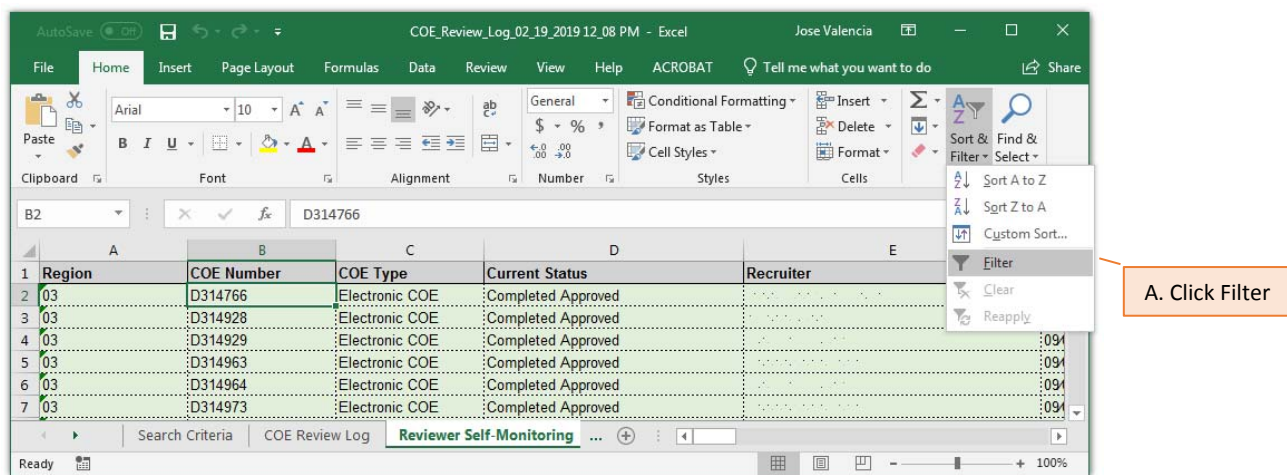 AutoSave Off COE_Review_Log_02_19_2019 12_08 PM - Excel Jose Valencia
File Home Insert Page Layout Formulas Data Review View Help ACROBAT Tell me what you want to do Share
Paste
Clipboard
Arial 10 A A
B I U A
Font
ab
Alignment
General
$ % ,
.00 .00
Number
Conditional Formatting
Format as Table
Cell Styles
Styles
Insert
Delete
Format
Cells
Sort & Filter
Find & Select
Sort A to Z
Sort Z to A
Custom Sort...
Filter
Clear
Reapply
A. Click Filter
B2 fx D314766
A B C D E
1 Region COE Number COE Type Current Status Recruiter
2 03 D314766 Electronic COE Completed Approved
3 03 D314928 Electronic COE Completed Approved
4 03 D314929 Electronic COE Completed Approved
5 03 D314963 Electronic COE Completed Approved
6 03 D314964 Electronic COE Completed Approved
7 03 D314973 Electronic COE Completed Approved
Search Criteria COE Review Log Reviewer Self-Monitoring ...
Ready 100%